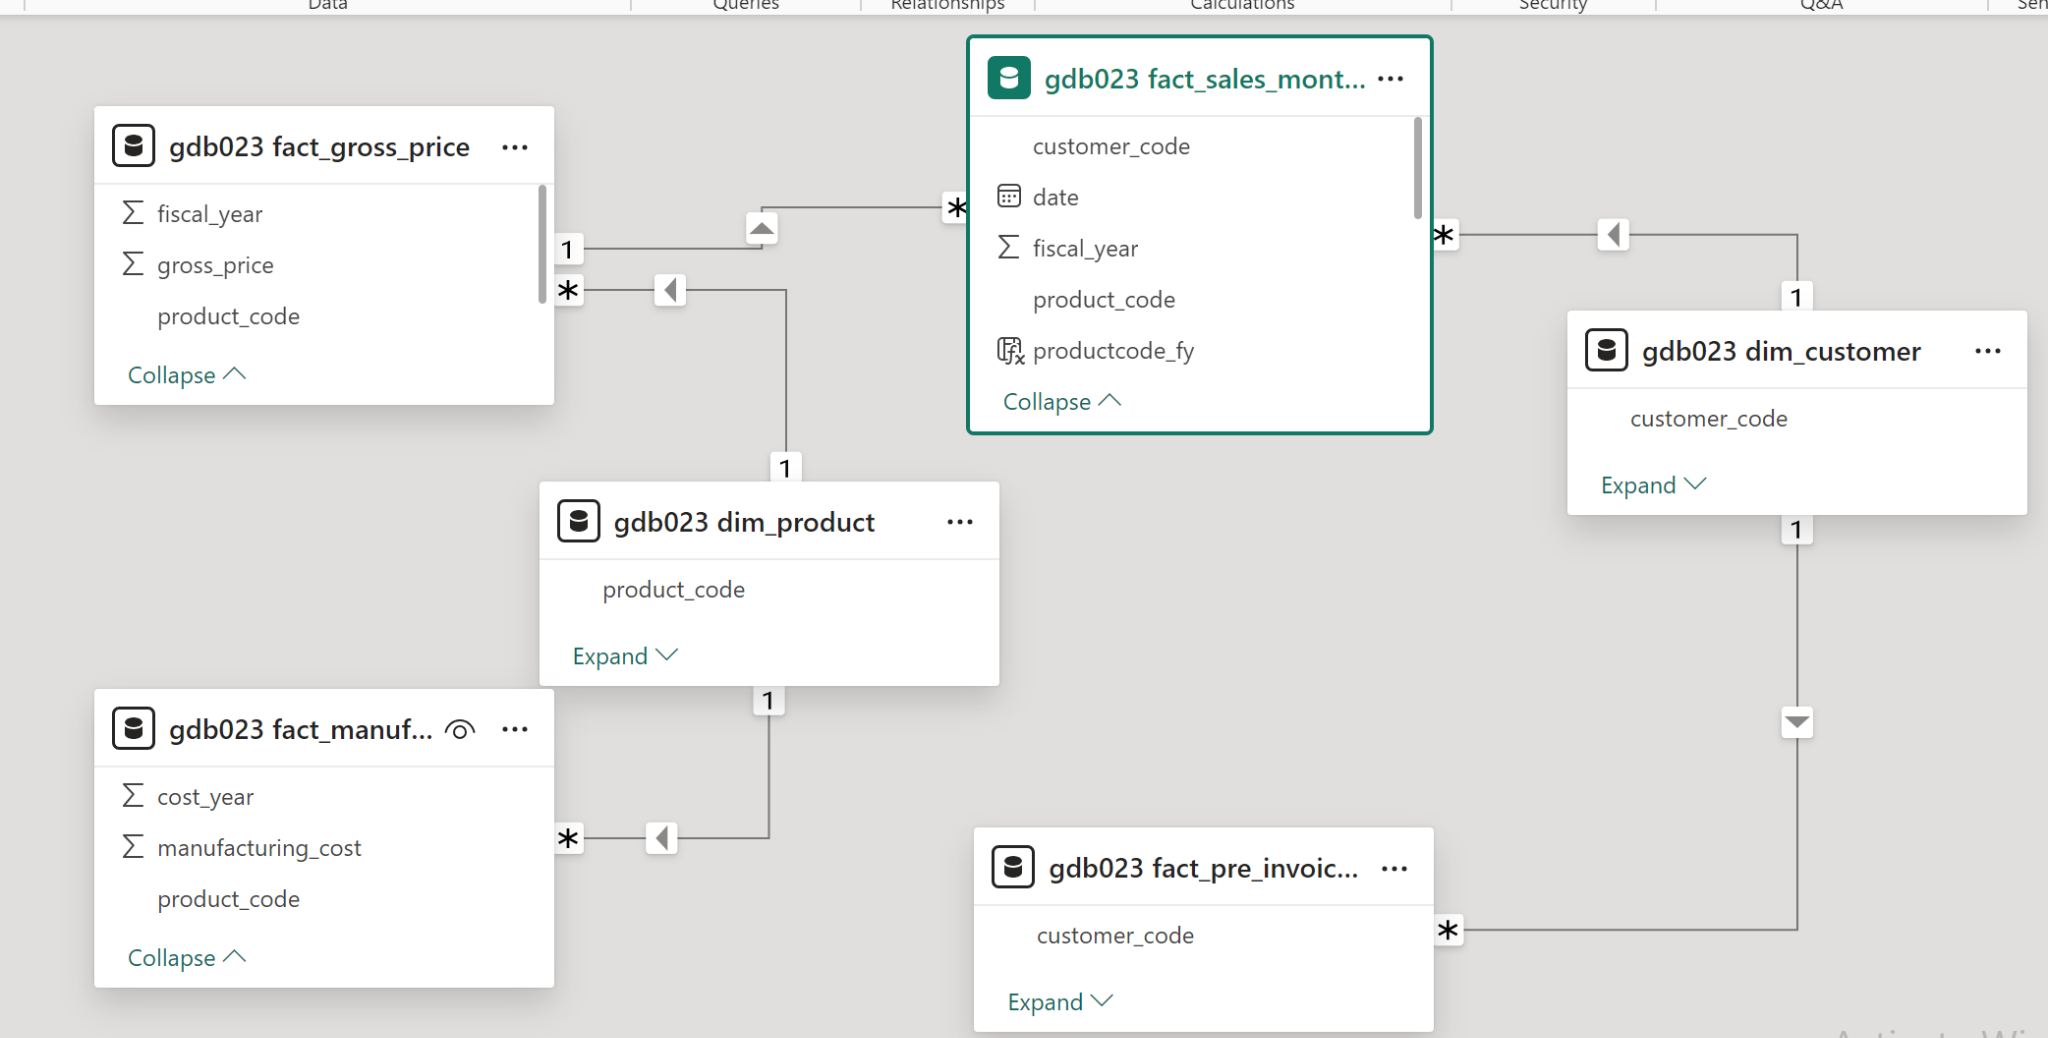 Data Queries Relationships Calculations Security Q&A
gdb023 fact_sales_mont...
customer_code
date
fiscal_year
product_code
productcode_fy
Collapse
gdb023 fact_gross_price
fiscal_year
gross_price
product_code
Collapse
1
*
*
*
1
gdb023 dim_customer
customer_code
Expand
1
1
gdb023 dim_product
product_code
Expand
1
gdb023 fact_manuf...
cost_year
manufacturing_cost
product_code
Collapse
*
gdb023 fact_pre_invoic...
customer_code
Expand
*